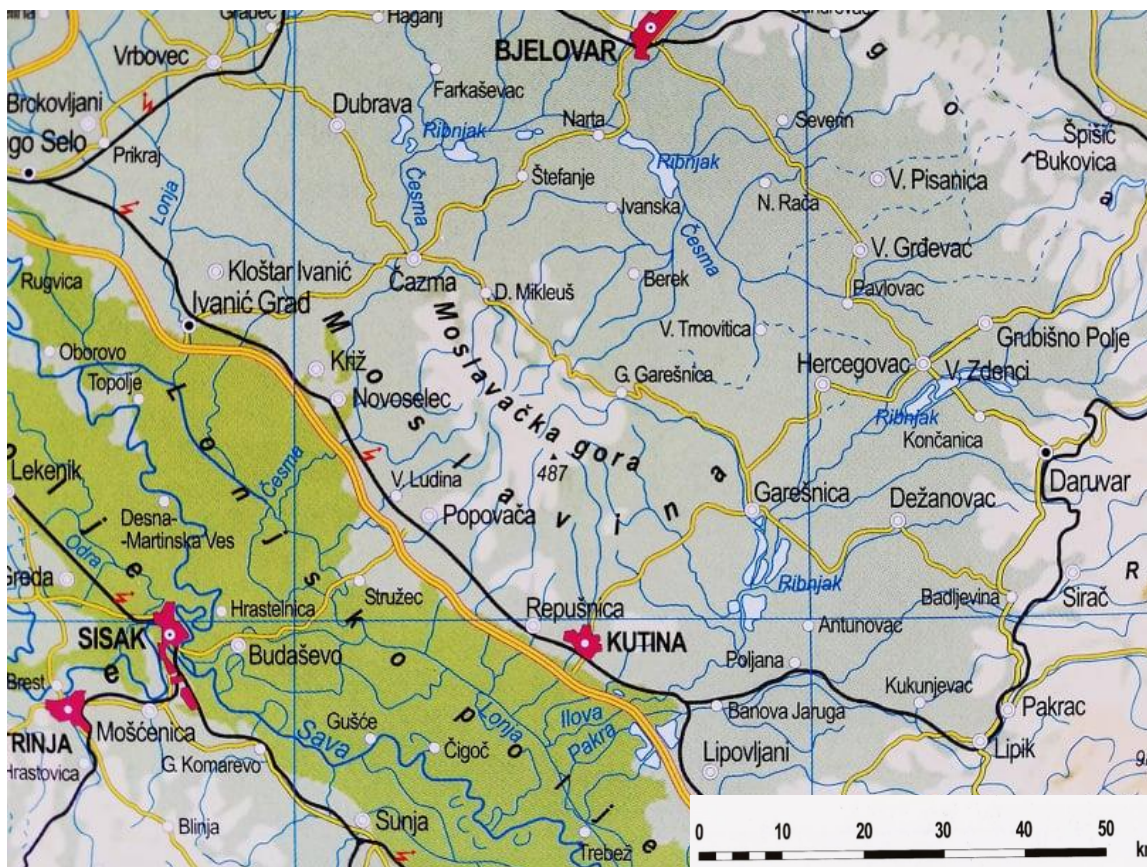 Gradec
Haganj
BJELOVAR
Vrbovec
Farkaševac
g
Brokovljani
Dubrava
Narta
Severin
o
Prikraj
Ribnjak
Ribnjak
Špišić
Bukovica
r
go Selo
Štefanje
V. Pisanica
a
Lonja
Česma
Ivanska
N. Rača
Česma
V. Grđevac
Rugvica
Kloštar Ivanić
Čazma
Berek
Pavlovac
Ivanić Grad
D. Mikleuš
V. Trnovitica
Grubišno Polje
Oborovo
Križ
Moslavačka gora
Hercegovac
V. Zdenci
Topolje
Novoselec
G. Garešnica
Ribnjak
Končanica
Moslavina
487
Daruvar
Lekenik
Česma
V. Ludina
Garešnica
Dežanovac
Desna-
-Martinska Ves
Popovača
Odra
Greda
Stružec
Ribnjak
Badljevina
Sirač
R
Hrastelnica
Repušnica
SISAK
Budaševo
KUTINA
Antunovac
Poljana
Brest
Lonjsko polje
Kukunjevac
Mošćenica
Gušće
Lonja
Ilova
Banova Jaruga
Pakrac
TRINJA
Sava
Čigoč
Pakra
Lipovljani
Lipik
Hrastovica
G. Komarevo
Blinja
Sunja
Trebež
0 10 20 30 40 50